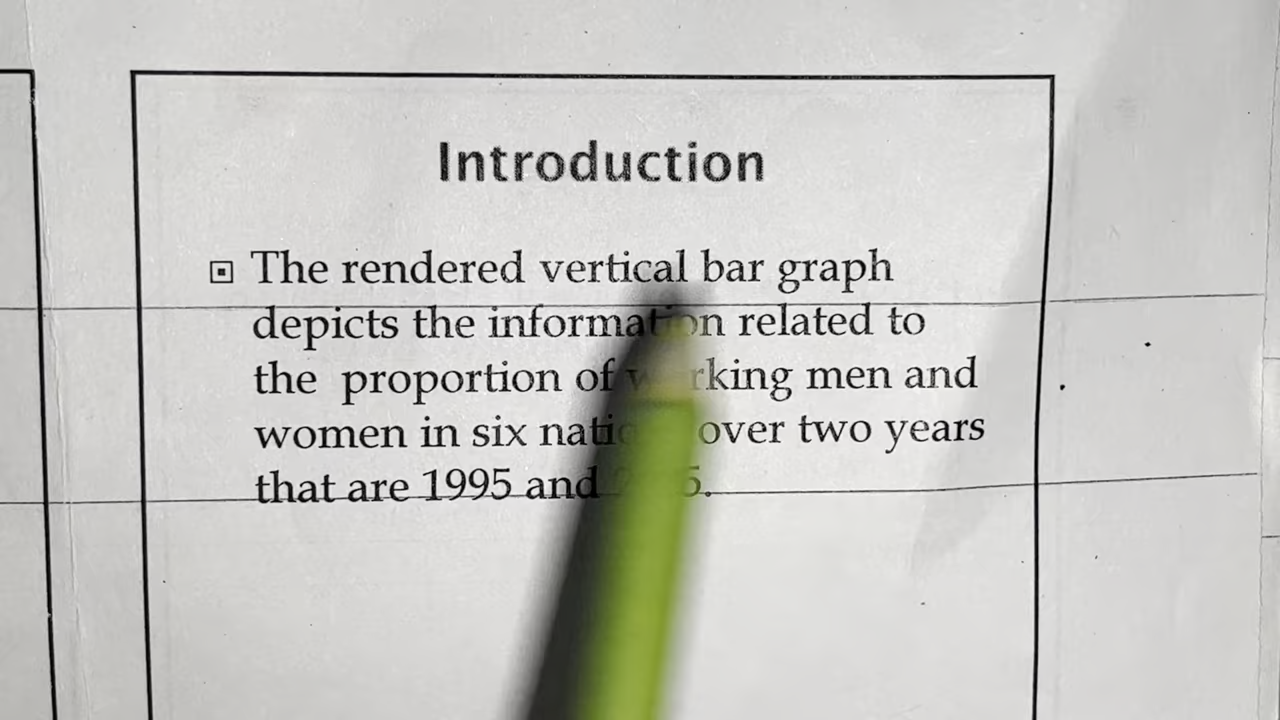 Introduction
The rendered vertical bar graph
depicts the information related to
the proportion of working men and
women in six over two years
that are 1995 and